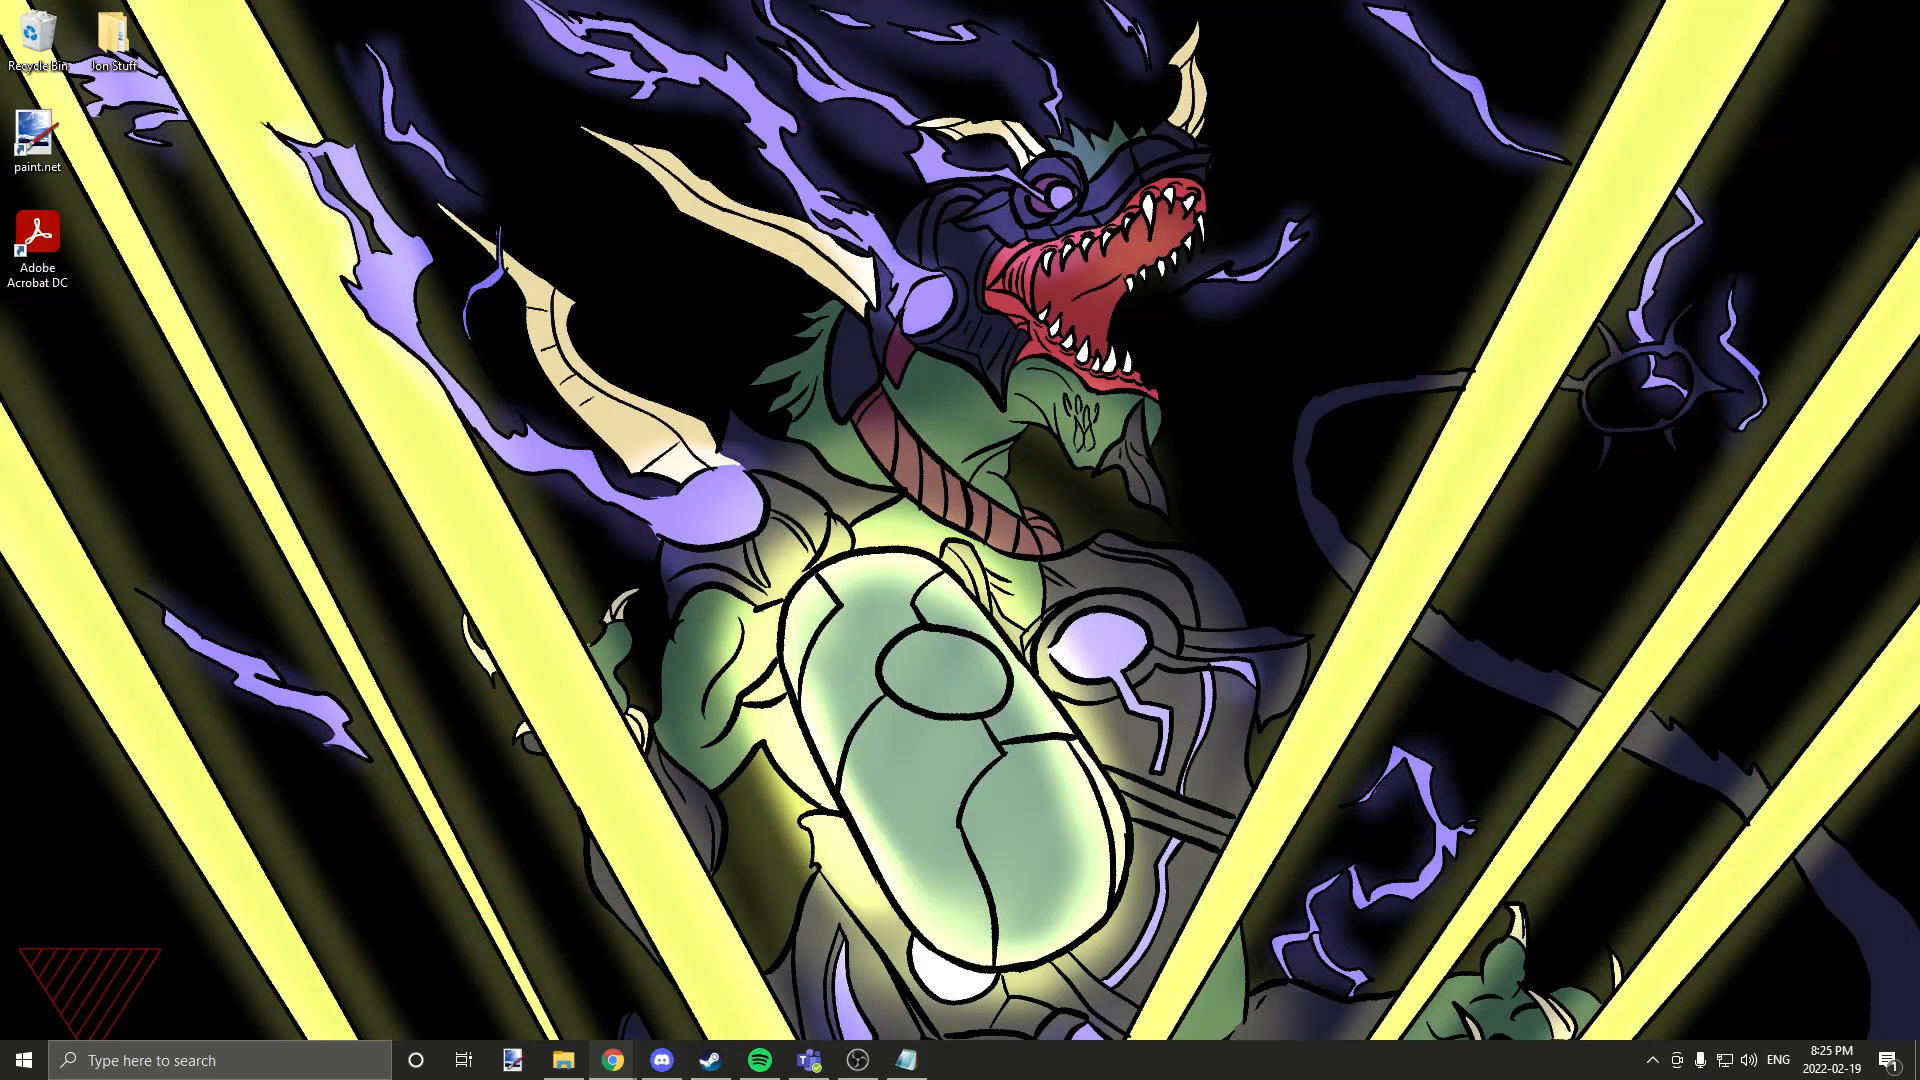 Recycle Bin
Jon Stuff
paint.net
Adobe
Acrobat DC
Type here to search
ENG
8:25 PM
2022-02-19
1